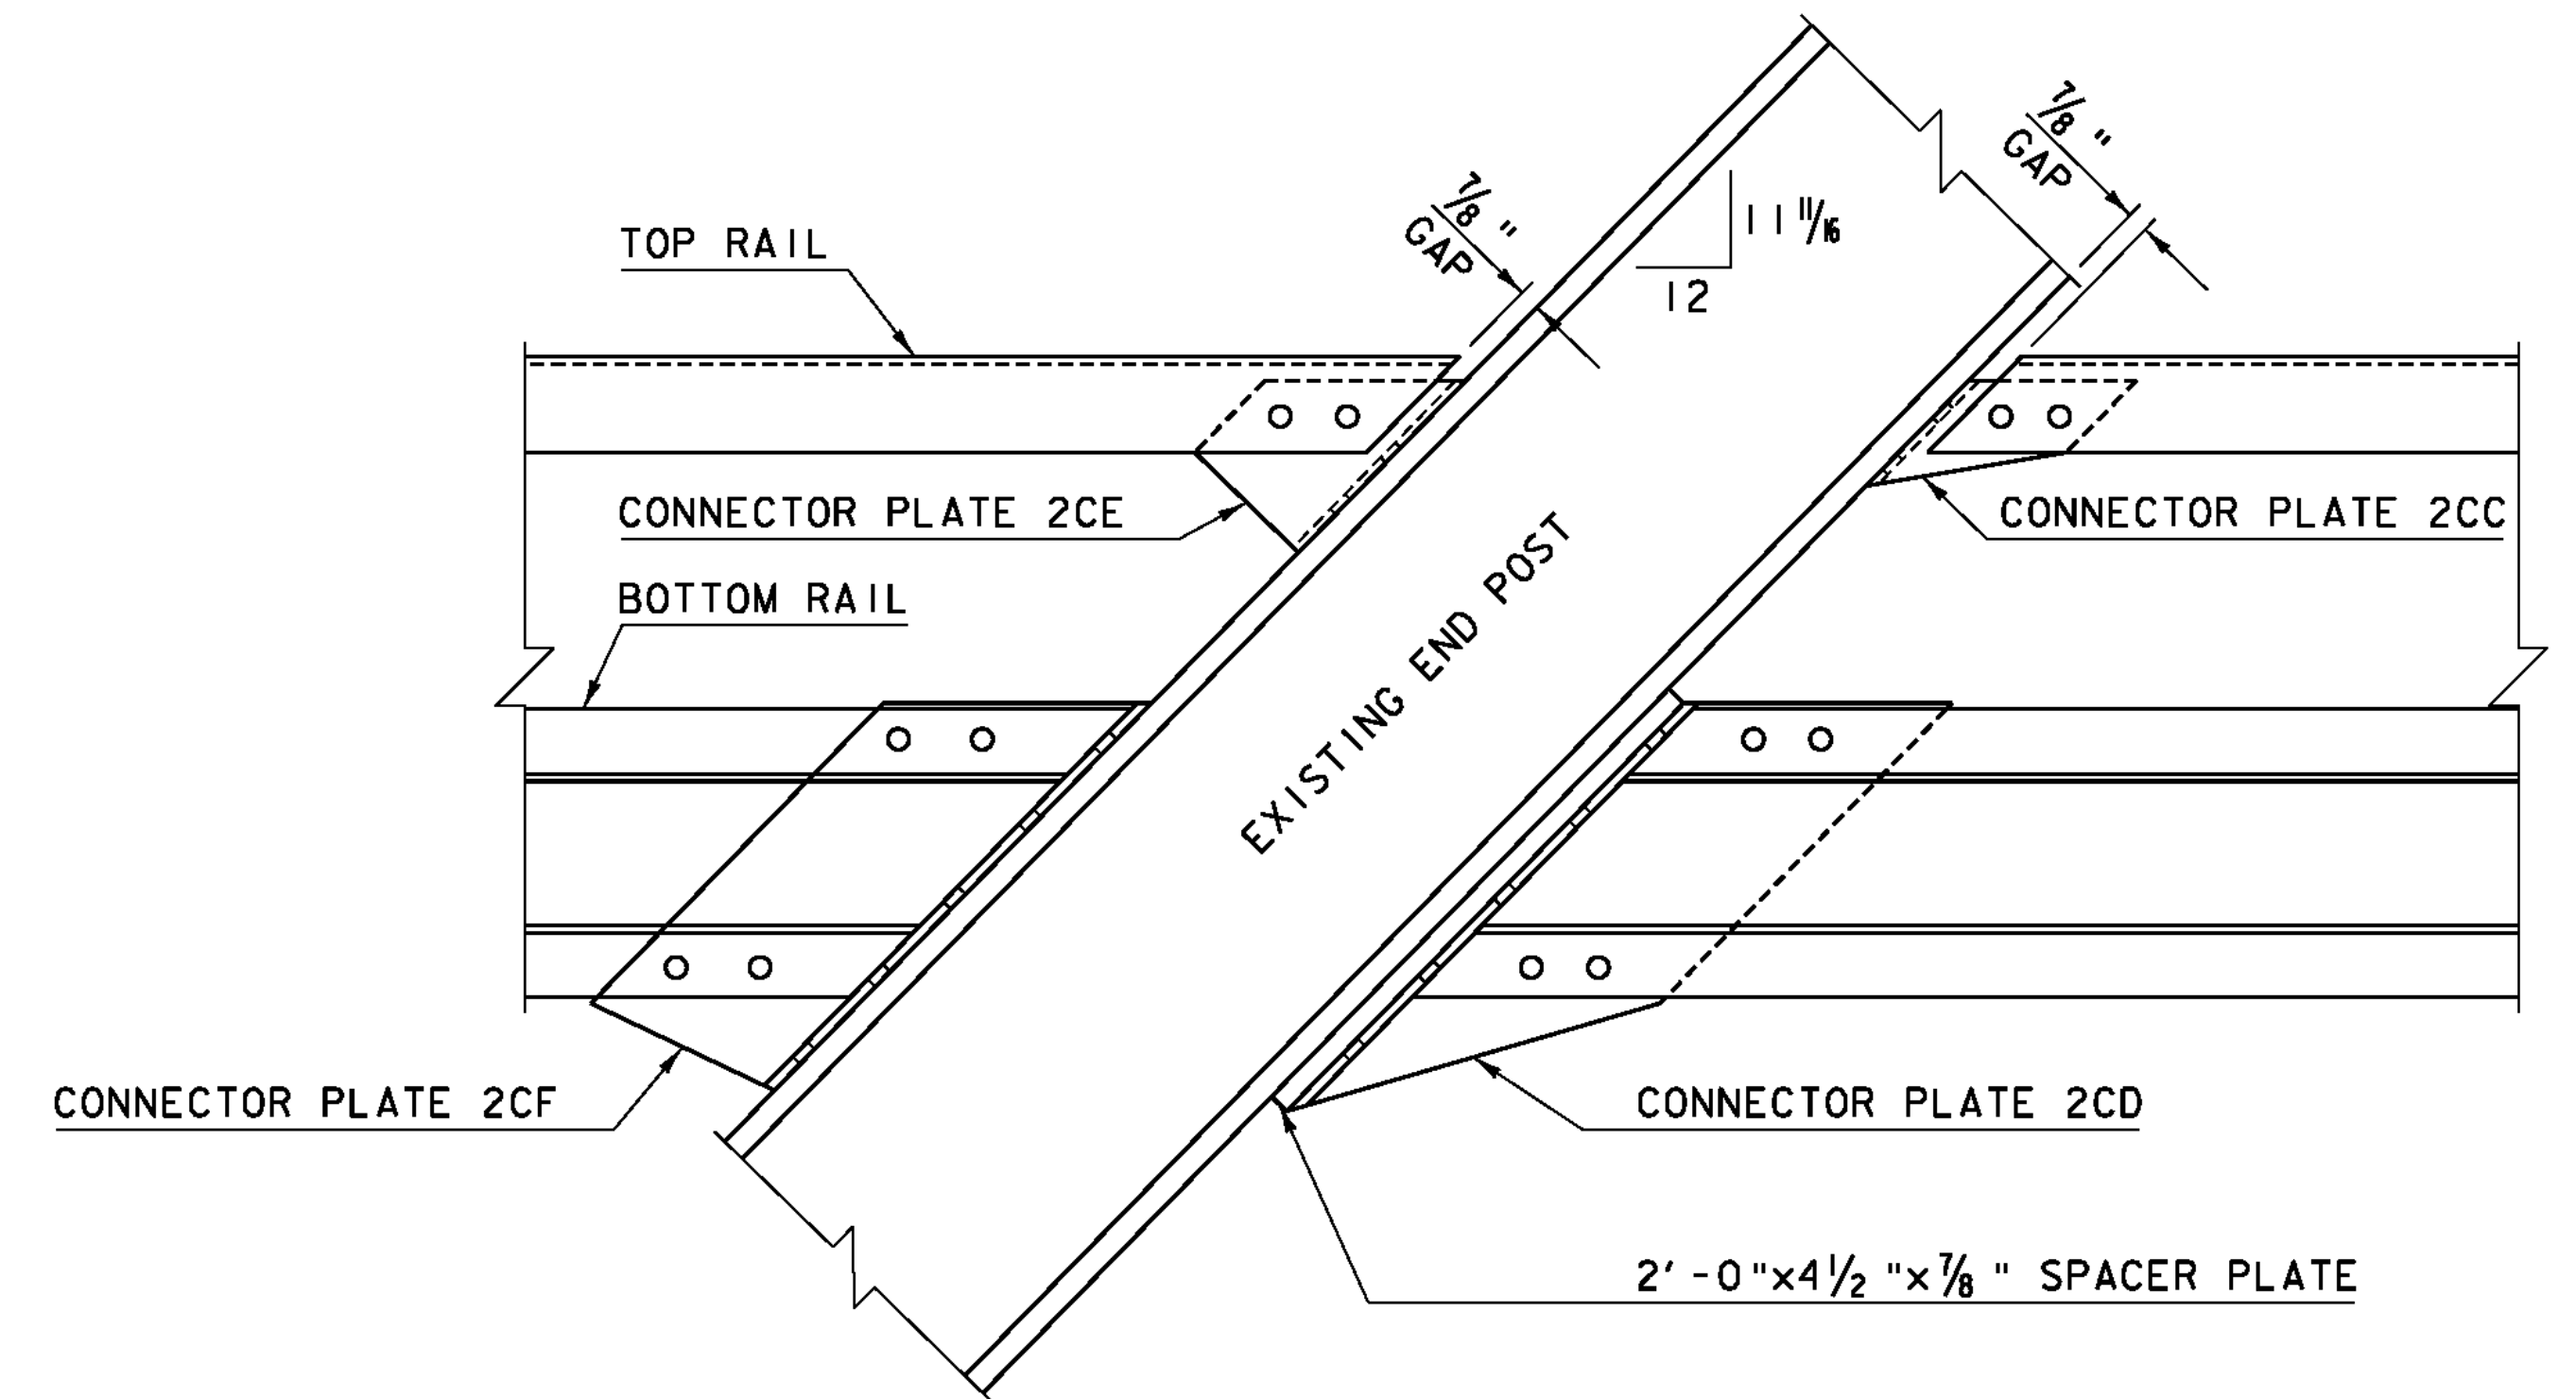 7/8 "
GAP
7/8 "
GAP
11 11/16
12
TOP RAIL
CONNECTOR PLATE 2CE
CONNECTOR PLATE 2CC
BOTTOM RAIL
EXISTING END POST
CONNECTOR PLATE 2CF
CONNECTOR PLATE 2CD
2' -0"x4 1/2 "x 7/8 " SPACER PLATE